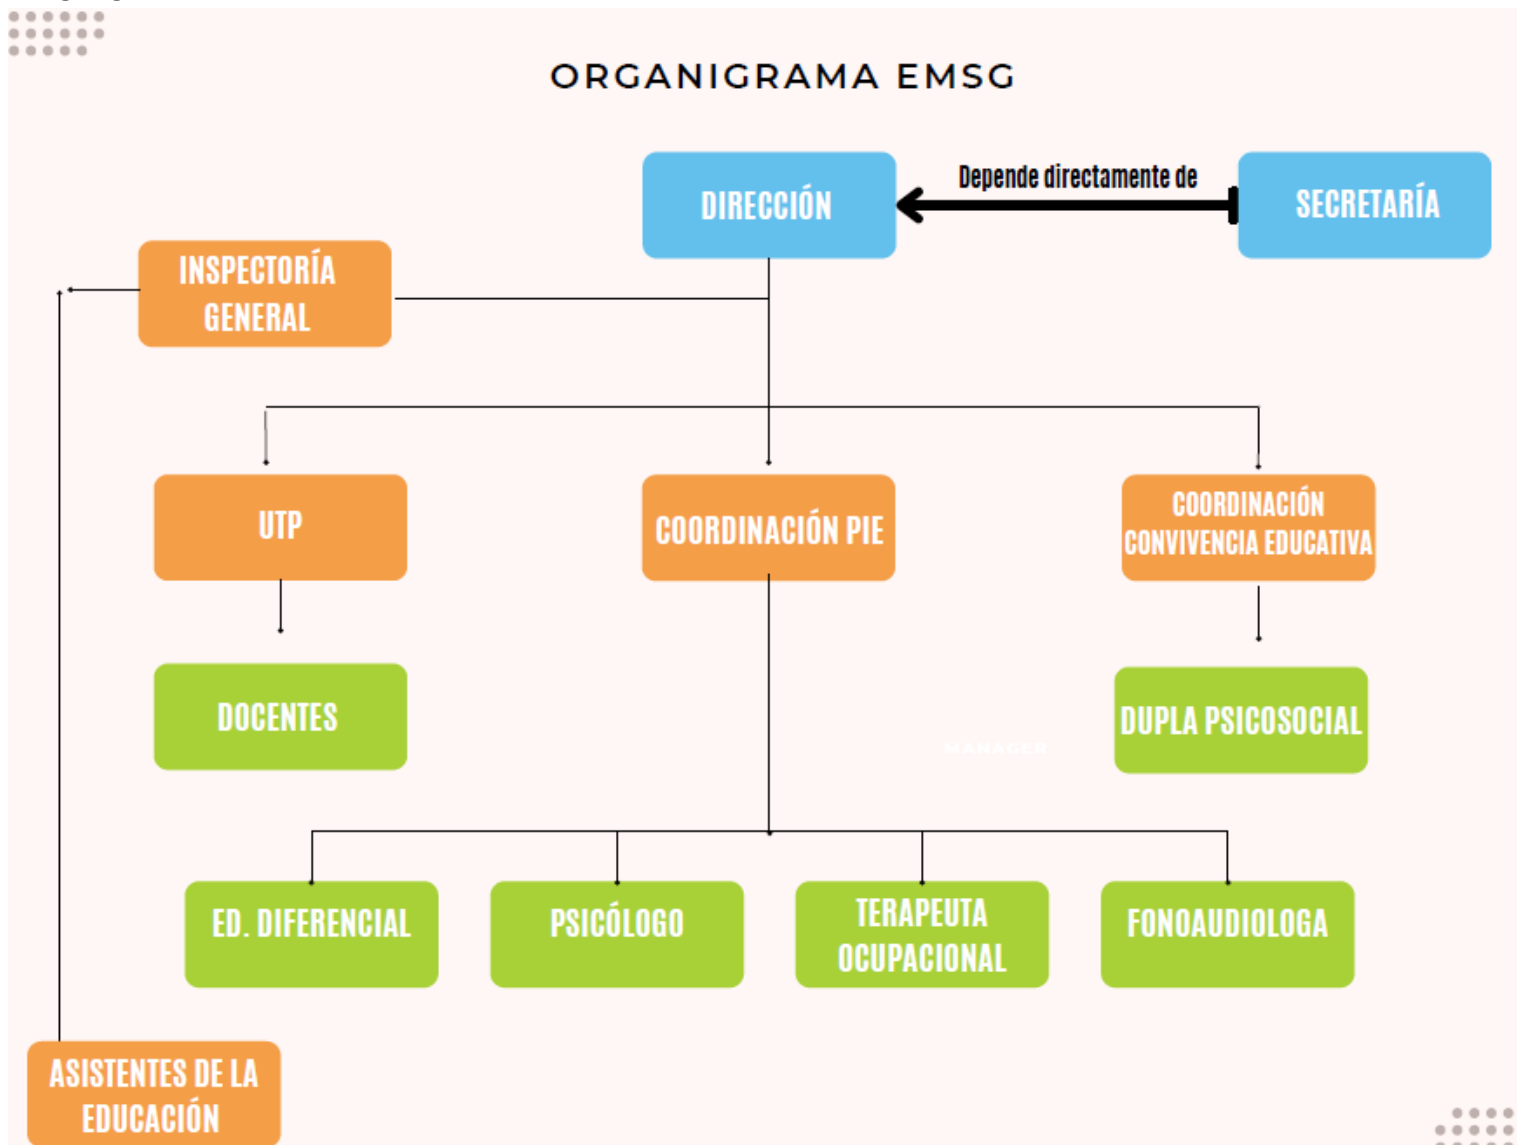 ORGANIGRAMA EMSG
DIRECCIÓN
Depende directamente de
SECRETARÍA
INSPECTORÍA
GENERAL
UTP
COORDINACIÓN PIE
COORDINACIÓN
CONVIVENCIA EDUCATIVA
DOCENTES
DUPLA PSICOSOCIAL
MANAGER
ED. DIFERENCIAL
PSICÓLOGO
TERAPEUTA
OCUPACIONAL
FONOAUDIOLOGA
ASISTENTES DE LA
EDUCACIÓN